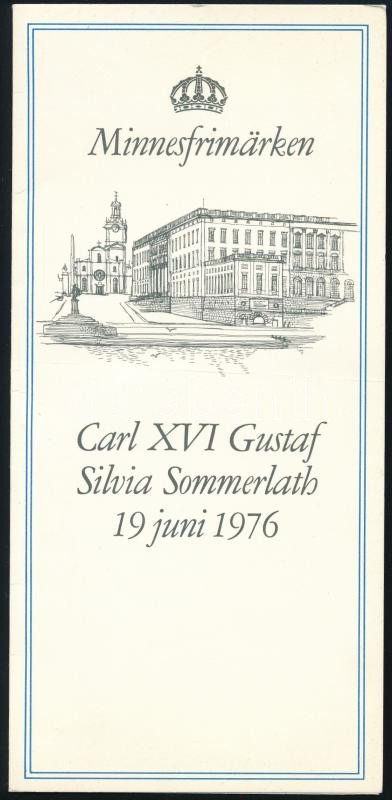 Minnesfrimärken
Carl XVI Gustaf
Silvia Sommerlath
19 juni 1976